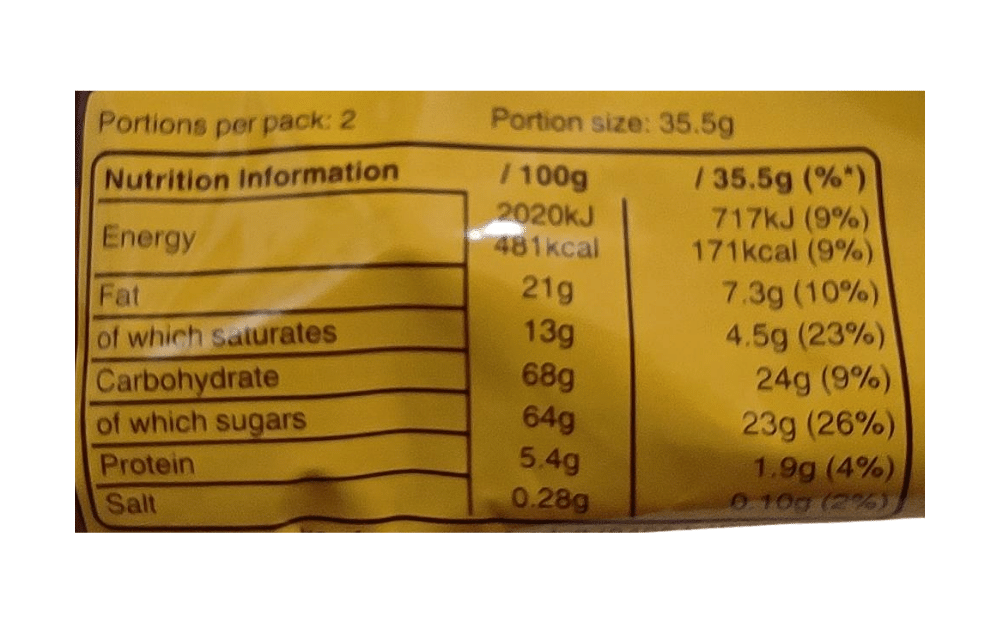 Portions per pack: 2 Portion size: 35.5g
Nutrition Information / 100g / 35.5g (%*)
Energy 2020kJ 717kJ (9%)
481kcal 171kcal (9%)
Fat 21g 7.3g (10%)
of which saturates 13g 4.5g (23%)
Carbohydrate 68g 24g (9%)
of which sugars 64g 23g (26%)
Protein 5.4g 1.9g (4%)
Salt 0.28g 0.10g (2%)